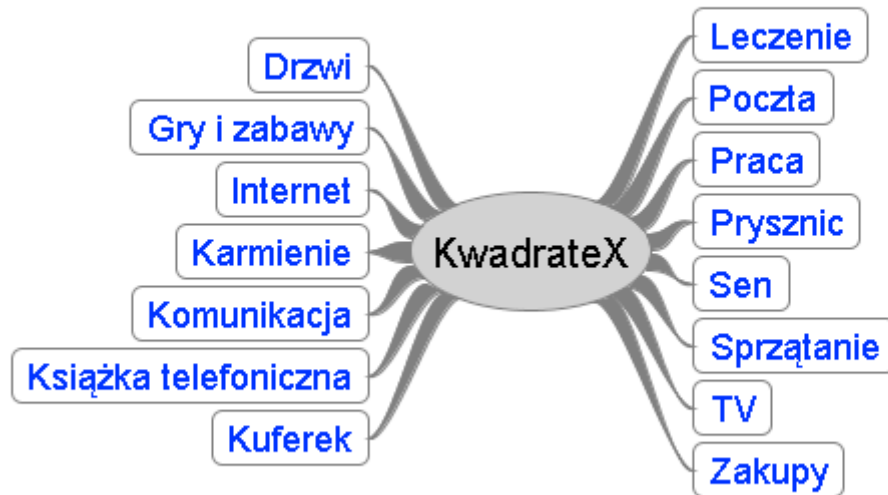 Drzwi
Gry i zabawy
Internet
Karmienie
Komunikacja
Książka telefoniczna
Kuferek
KwadrateX
Leczenie
Poczta
Praca
Prysznic
Sen
Sprzątanie
TV
Zakupy